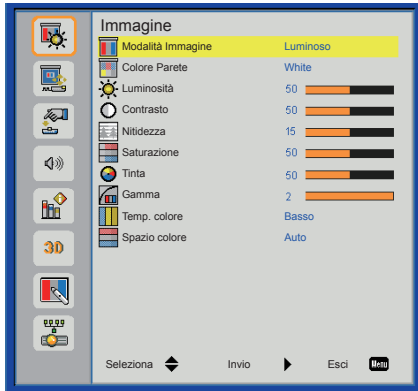 Immagine
Modalità Immagine Luminoso
Colore Parete White
Luminosità 50
Contrasto 50
Nitidezza 15
Saturazione 50
Tinta 50
Gamma 2
Temp. colore Basso
Spazio colore Auto
3D
Seleziona Invio Esci Menu